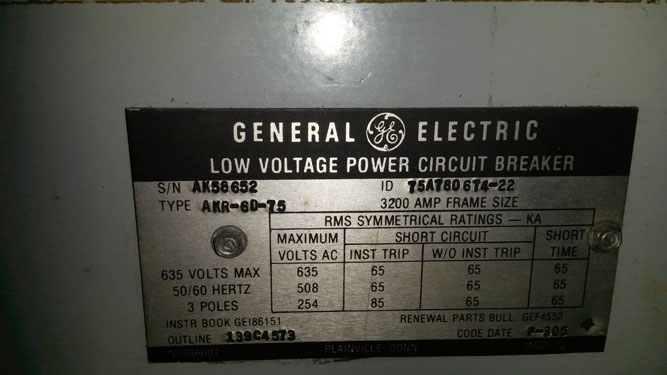 GENERAL GE ELECTRIC
LOW VOLTAGE POWER CIRCUIT BREAKER
S/N AK58652 ID T5AT80674-22
TYPE AKR-6D-75 3200 AMP FRAME SIZE
RMS SYMMETRICAL RATINGS — KA
MAXIMUM SHORT CIRCUIT SHORT
VOLTS AC INST TRIP W/O INST TRIP TIME
635 VOLTS MAX 635 65 65 65
50/60 HERTZ 508 65 65 65
3 POLES 254 85 65 65
INSTR BOOK GEI86151 RENEWAL PARTS BULL. GEF4552
OUTLINE 139C4573 CODE DATE P-305
PLAINVILLE CONN